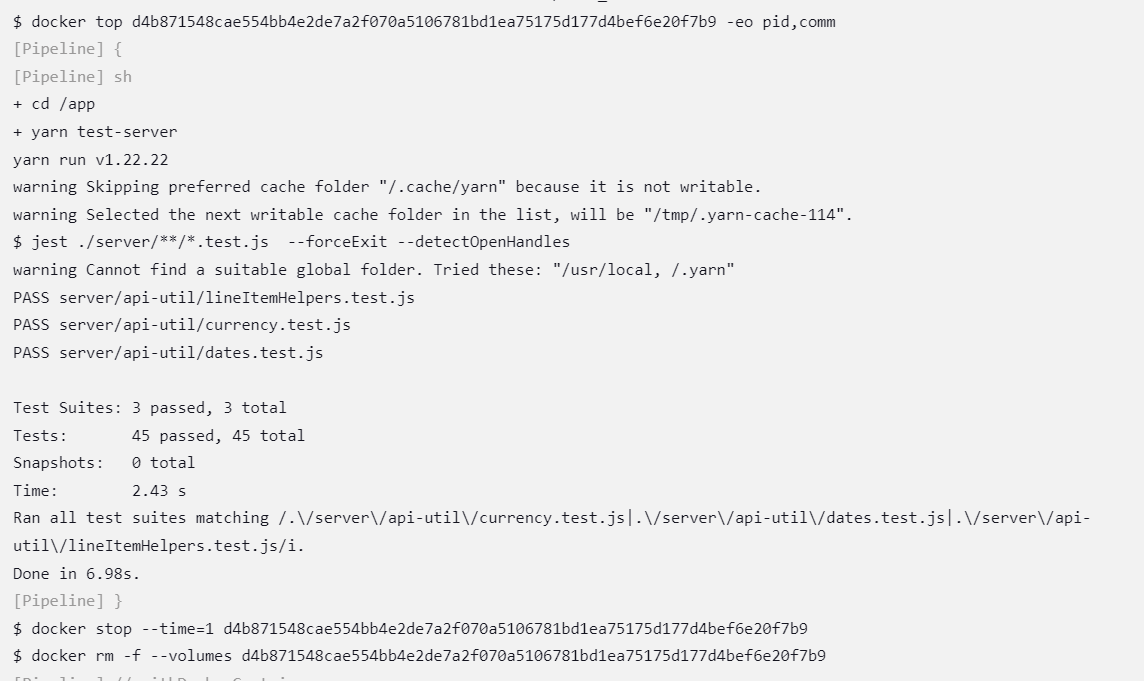 $ docker top d4b871548cae554bb4e2de7a2f070a5106781bd1ea75175d177d4bef6e20f7b9 -eo pid,comm
[Pipeline] {
[Pipeline] sh
+ cd /app
+ yarn test-server
yarn run v1.22.22
warning Skipping preferred cache folder "/.cache/yarn" because it is not writable.
warning Selected the next writable cache folder in the list, will be "/tmp/.yarn-cache-114".
$ jest ./server/**/*.test.js  --forceExit --detectOpenHandles
warning Cannot find a suitable global folder. Tried these: "/usr/local, /.yarn"
PASS server/api-util/lineItemHelpers.test.js
PASS server/api-util/currency.test.js
PASS server/api-util/dates.test.js
Test Suites: 3 passed, 3 total
Tests:       45 passed, 45 total
Snapshots:   0 total
Time:        2.43 s
Ran all test suites matching /.\/server\/api-util\/currency.test.js|.\/server\/api-util\/dates.test.js|.\/server\/api-
util\/lineItemHelpers.test.js/i.
Done in 6.98s.
[Pipeline] }
$ docker stop --time=1 d4b871548cae554bb4e2de7a2f070a5106781bd1ea75175d177d4bef6e20f7b9
$ docker rm -f --volumes d4b871548cae554bb4e2de7a2f070a5106781bd1ea75175d177d4bef6e20f7b9